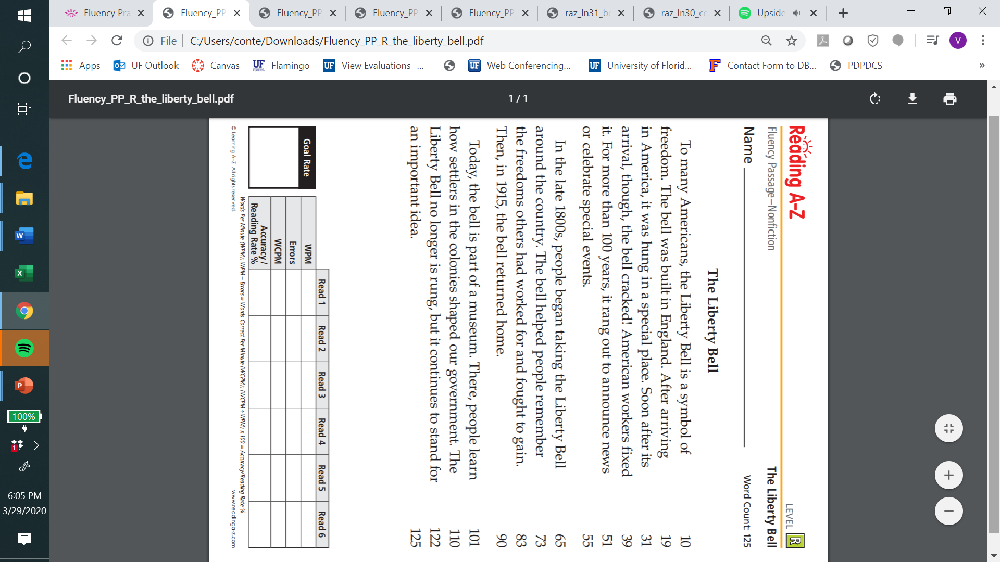 Fluency Pra
Fluency_PP
Fluency_PP
Fluency_PP
Fluency_PP
raz_ln31_be
raz_ln30_co
Upside
File
C:/Users/conte/Downloads/Fluency_PP_R_the_liberty_bell.pdf
V
Apps
UF Outlook
Canvas
UF FLORIDA Flamingo
UF View Evaluations -...
UF Web Conferencing...
UF University of Florid...
F Contact Form to DB...
PDPDCS
»
Fluency_PP_R_the_liberty_bell.pdf
1 / 1
Reading A-Z
LEVEL R
Fluency Passage—Nonfiction
The Liberty Bell
Name
Word Count: 125
The Liberty Bell
To many Americans, the Liberty Bell is a symbol of 10
freedom. The bell was built in England. After arriving 19
in America, it was hung in a special place. Soon after its 31
arrival, though, the bell cracked! American workers fixed 39
it. For more than 100 years, it rang out to announce news 51
or celebrate special events. 55
In the late 1800s, people began taking the Liberty Bell 65
around the country. The bell helped people remember 73
the freedoms others had worked for and fought to gain. 83
Then, in 1915, the bell returned home. 90
Today, the bell is part of a museum. There, people learn 101
how settlers in the colonies shaped our government. The 110
Liberty Bell no longer is rung, but it continues to stand for 122
an important idea. 125
Goal Rate
Read 1 Read 2 Read 3 Read 4 Read 5 Read 6
WPM
Errors
WCPM
Accuracy /
Reading Rate %
Words Per Minute (WPM); WPM − Errors = Words Correct Per Minute (WCPM); (WCPM ÷ WPM) x 100 = Accuracy/Reading Rate %
© Learning A–Z All rights reserved.
www.readinga-z.com
W
X
P
100%
1
6:05 PM
3/29/2020